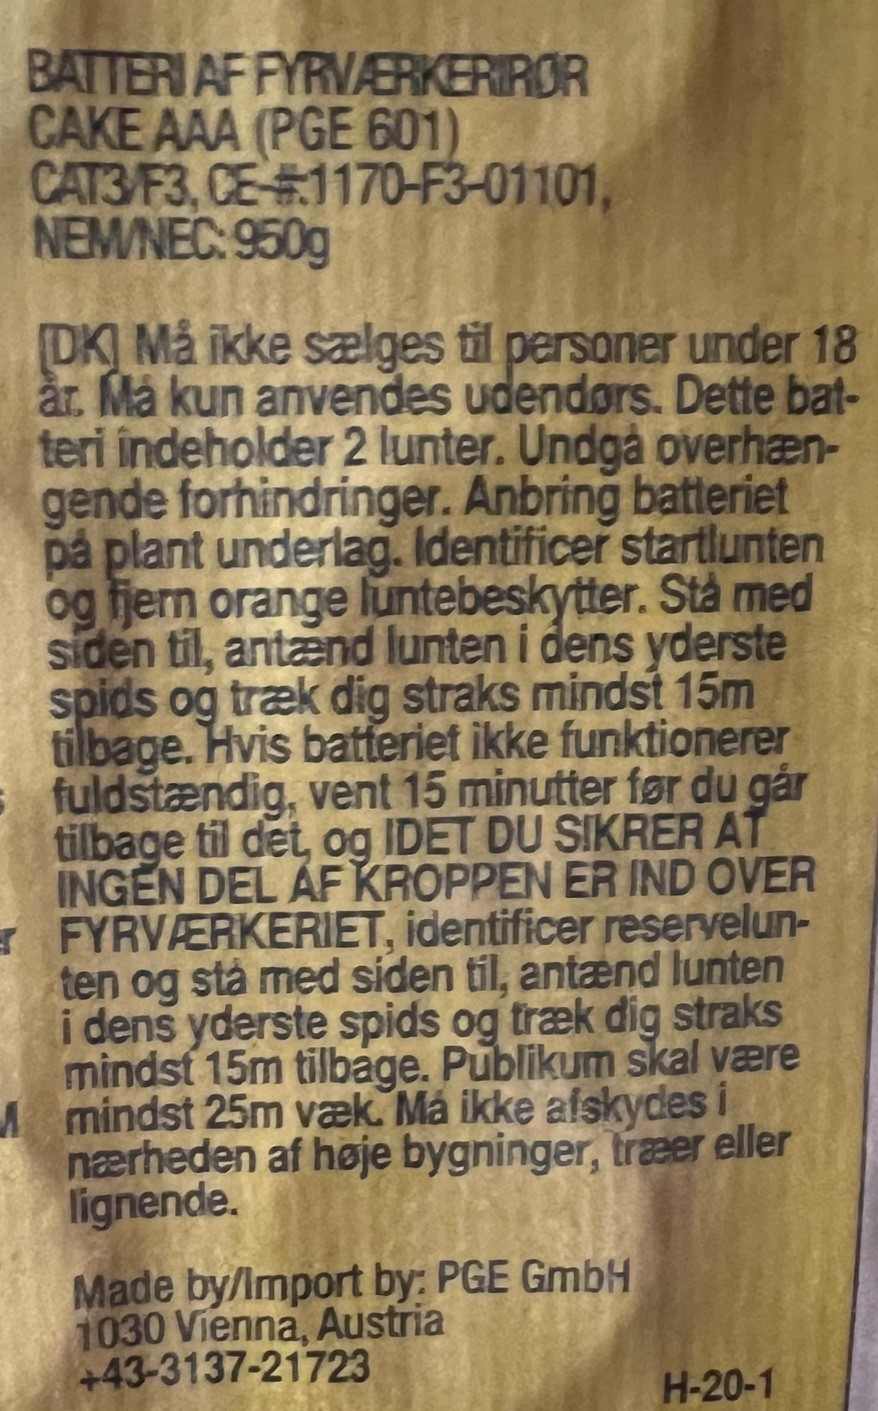 BATTERI AF FYRVÆRKERIRØR
CAKE AAA (PGE 601)
CAT3/F3, CE-#:1170-F3-01101,
NEM/NEC: 950g
[DK] Må ikke sælges til personer under 18
år. Må kun anvendes udendørs. Dette bat-
teri indeholder 2 lunter. Undgå overhæn-
gende forhindringer. Anbring batteriet
på plant underlag. Identificer startlunten
og fjern orange luntebeskytter. Stå med
siden til, antænd lunten i dens yderste
spids og træk dig straks mindst 15m
tilbage. Hvis batteriet ikke funktionerer
fuldstændig, vent 15 minutter før du går
tilbage til det, og IDET DU SIKRER AT
INGEN DEL AF KROPPEN ER IND OVER
FYRVÆRKERIET, identificer reservelun-
ten og stå med siden til, antænd lunten
i dens yderste spids og træk dig straks
mindst 15m tilbage. Publikum skal være
mindst 25m væk. Må ikke afskydes i
nærheden af høje bygninger, træer eller
lignende.
Made by/Import by: PGE GmbH
1030 Vienna, Austria
+43-3137-21723
H-20-1